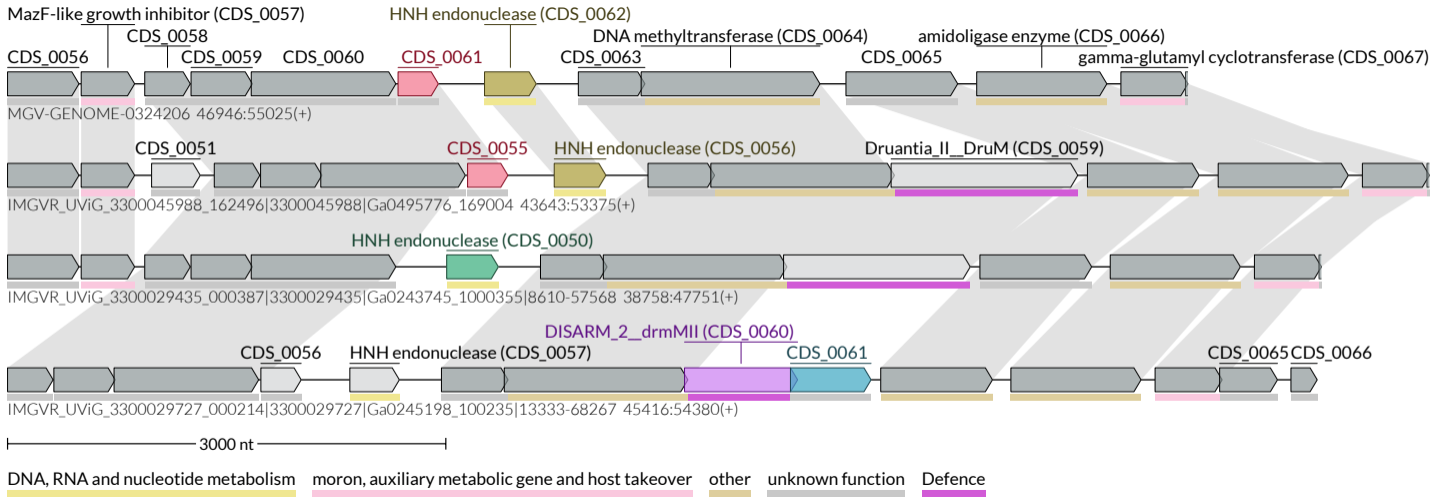 MazF-like growth inhibitor (CDS_0057) HNH endonuclease (CDS_0062)
CDS_0058 DNA methyltransferase (CDS_0064) amidoligase enzyme (CDS_0066)
CDS_0056 CDS_0059 CDS_0060 CDS_0061 CDS_0063 CDS_0065 gamma-glutamyl cyclotransferase (CDS_0067)
MGV-GENOME-0324206 46946:55025(+)
CDS_0051 CDS_0055 HNH endonuclease (CDS_0056) Druantia_II__DruM (CDS_0059)
IMGVR_UViG_3300045988_162496|3300045988|Ga0495776_169004 43643:53375(+)
HNH endonuclease (CDS_0050)
IMGVR_UViG_3300029435_000387|3300029435|Ga0243745_1000355|8610-57568 38758:47751(+)
DISARM_2__drmMII (CDS_0060)
CDS_0056 HNH endonuclease (CDS_0057) CDS_0061 CDS_0065 CDS_0066
IMGVR_UViG_3300029727_000214|3300029727|Ga0245198_100235|13333-68267 45416:54380(+)
3000 nt
DNA, RNA and nucleotide metabolism moron, auxiliary metabolic gene and host takeover other unknown function Defence